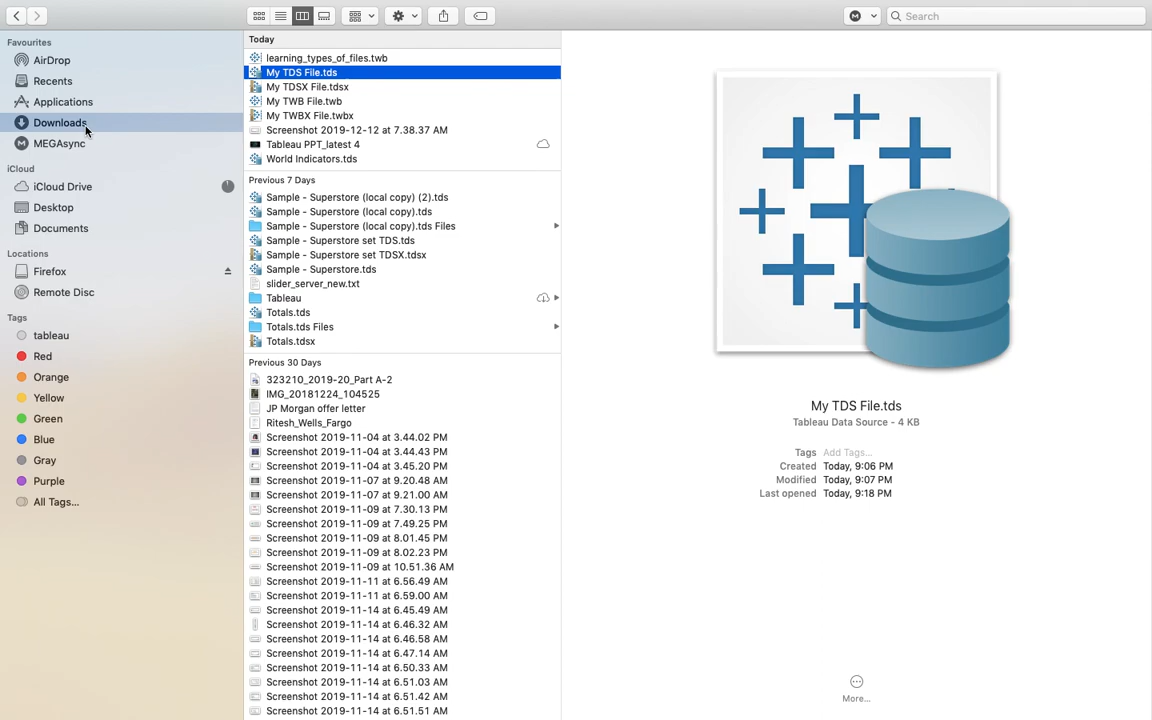 Search
Favourites
AirDrop
Recents
Applications
Downloads
MEGAsync
iCloud
iCloud Drive
Desktop
Documents
Locations
Firefox
Remote Disc
Tags
tableau
Red
Orange
Yellow
Green
Blue
Gray
Purple
All Tags...
Today
learning_types_of_files.twb
My TDS File.tds
My TDSX File.tdsx
My TWB File.twb
My TWBX File.twbx
Screenshot 2019-12-12 at 7.38.37 AM
Tableau PPT_latest 4
World Indicators.tds
Previous 7 Days
Sample - Superstore (local copy) (2).tds
Sample - Superstore (local copy).tds
Sample - Superstore (local copy).tds Files
Sample - Superstore set TDS.tds
Sample - Superstore set TDSX.tdsx
Sample - Superstore.tds
slider_server_new.txt
Tableau
Totals.tds
Totals.tds Files
Totals.tdsx
Previous 30 Days
323210_2019-20_Part A-2
IMG_20181224_104525
JP Morgan offer letter
Ritesh_Wells_Fargo
Screenshot 2019-11-04 at 3.44.02 PM
Screenshot 2019-11-04 at 3.44.43 PM
Screenshot 2019-11-04 at 3.45.20 PM
Screenshot 2019-11-07 at 9.20.48 AM
Screenshot 2019-11-07 at 9.21.00 AM
Screenshot 2019-11-09 at 7.30.13 PM
Screenshot 2019-11-09 at 7.49.25 PM
Screenshot 2019-11-09 at 8.01.45 PM
Screenshot 2019-11-09 at 8.02.23 PM
Screenshot 2019-11-09 at 10.51.36 AM
Screenshot 2019-11-11 at 6.56.49 AM
Screenshot 2019-11-11 at 6.59.00 AM
Screenshot 2019-11-14 at 6.45.49 AM
Screenshot 2019-11-14 at 6.46.32 AM
Screenshot 2019-11-14 at 6.46.58 AM
Screenshot 2019-11-14 at 6.47.14 AM
Screenshot 2019-11-14 at 6.50.33 AM
Screenshot 2019-11-14 at 6.51.03 AM
Screenshot 2019-11-14 at 6.51.42 AM
Screenshot 2019-11-14 at 6.51.51 AM
My TDS File.tds
Tableau Data Source - 4 KB
Tags Add Tags...
Created Today, 9:06 PM
Modified Today, 9:07 PM
Last opened Today, 9:18 PM
More...